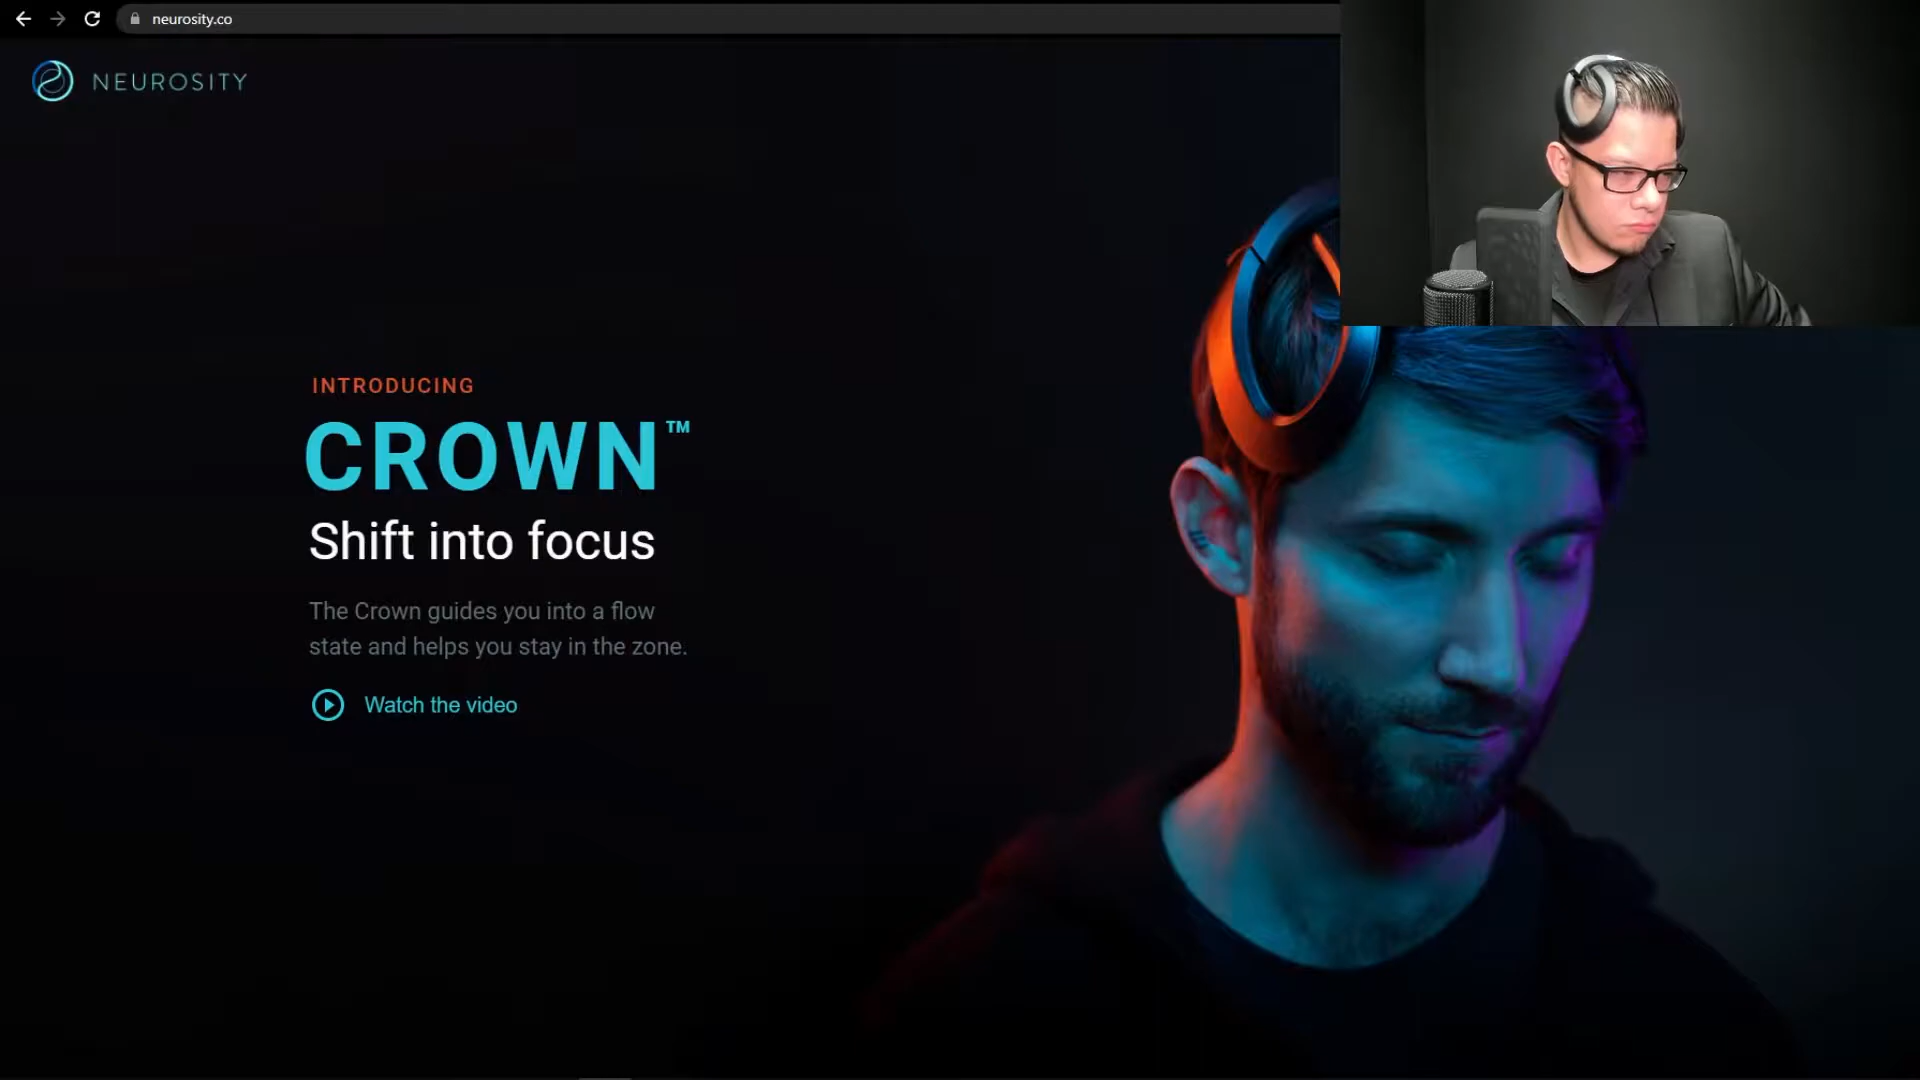 neurosity.co
NEUROSITY
INTRODUCING
CROWN™
Shift into focus
The Crown guides you into a flow
state and helps you stay in the zone.
Watch the video